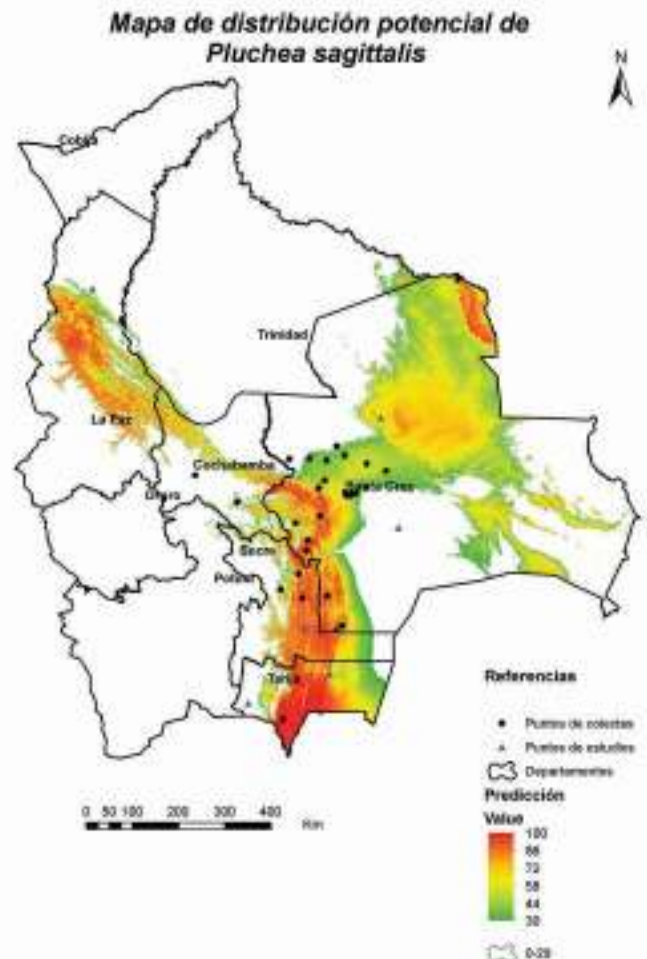 Mapa de distribución potencial de
Pluchea sagittalis
N
Cobija
Trinidad
La Paz
Cochabamba
Oruro
Santa Cruz
Sucre
Potosí
Tarija
Referencias
Puntos de colectas
Puntos de estudios
Departamentos
Predicción
Value
100
86
72
58
44
30
0-29
0 50 100 200 300 400
Km